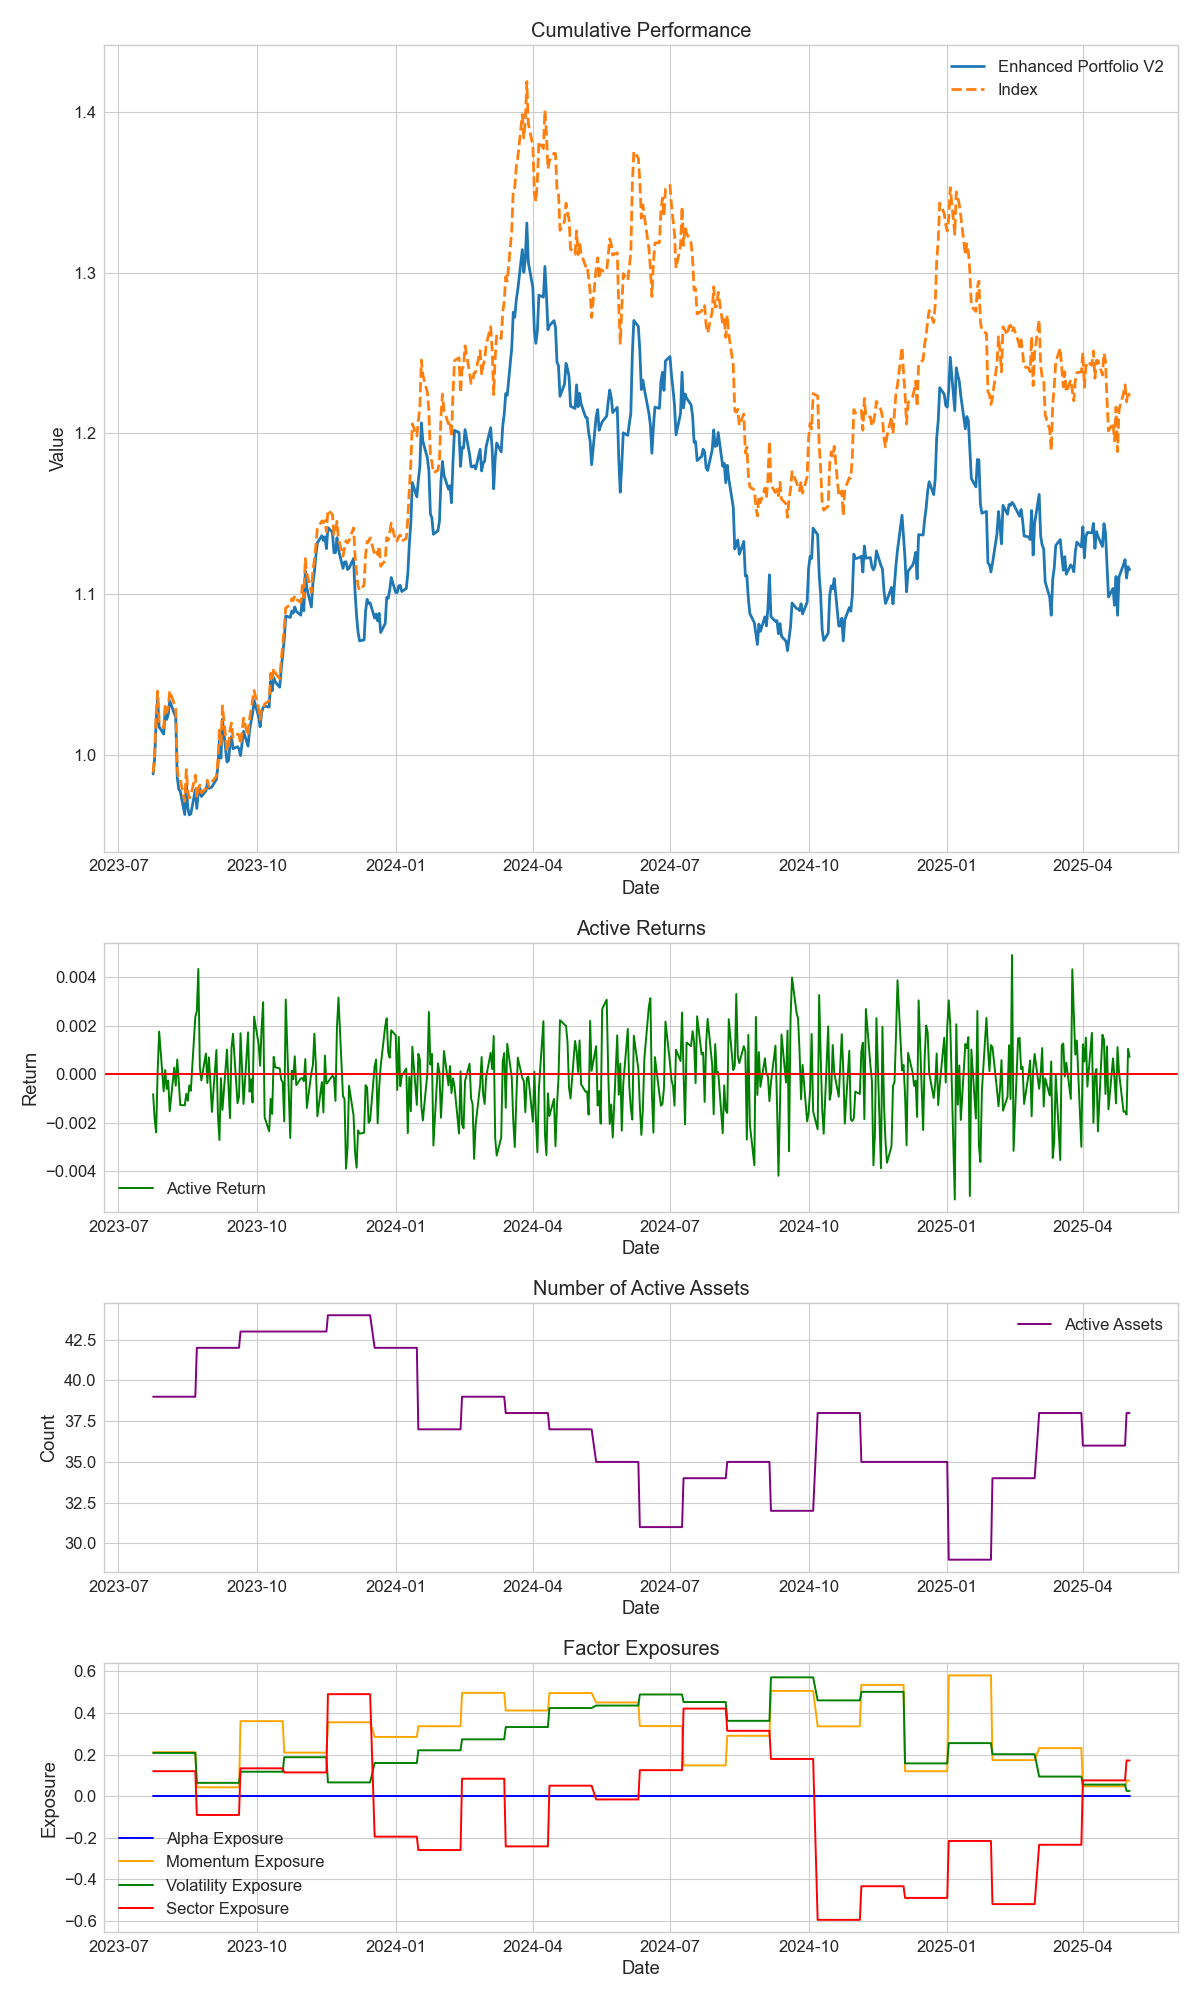 Cumulative Performance
Enhanced Portfolio V2
Index
1.4
1.3
1.2
1.1
1.0
Value
2023-07 2023-10 2024-01 2024-04 2024-07 2024-10 2025-01 2025-04
Date
Active Returns
0.004
0.002
0.000
−0.002
−0.004
Return
Active Return
2023-07 2023-10 2024-01 2024-04 2024-07 2024-10 2025-01 2025-04
Date
Number of Active Assets
Active Assets
42.5
40.0
37.5
35.0
32.5
30.0
Count
2023-07 2023-10 2024-01 2024-04 2024-07 2024-10 2025-01 2025-04
Date
Factor Exposures
0.6
0.4
0.2
0.0
−0.2
−0.4
−0.6
Exposure
Alpha Exposure
Momentum Exposure
Volatility Exposure
Sector Exposure
2023-07 2023-10 2024-01 2024-04 2024-07 2024-10 2025-01 2025-04
Date